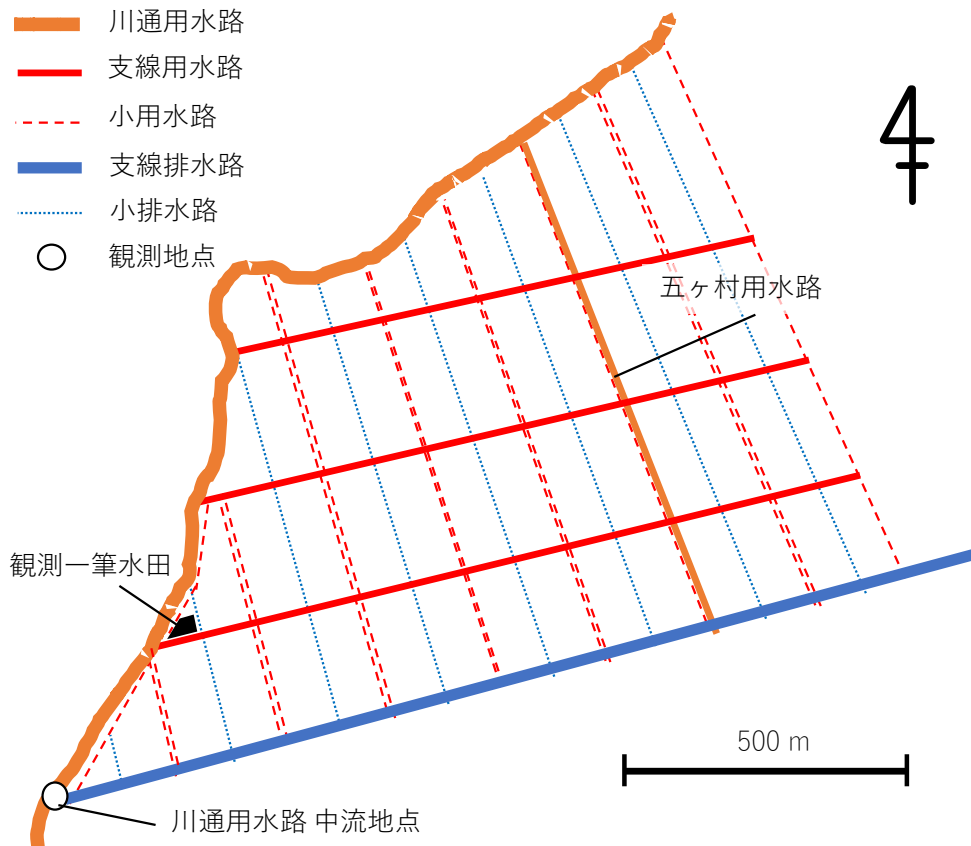 川通用水路
支線用水路
小用水路
支線排水路
小排水路
観測地点
五ヶ村用水路
観測一筆水田
500 m
川通用水路 中流地点